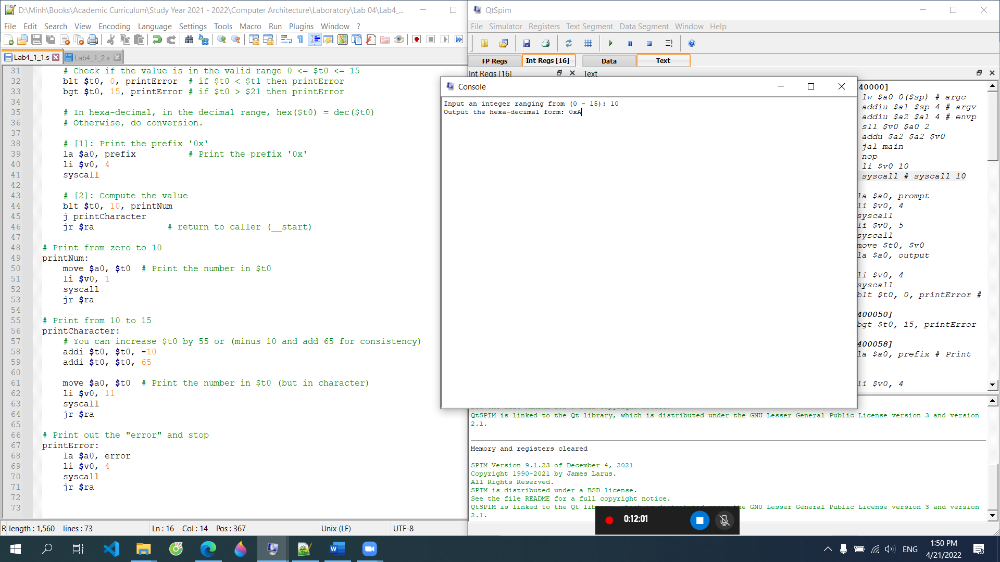 D:\Minh\Books\Academic Curriculum\Study Year 2021 - 2022\Computer Architecture\Laboratory\Lab 04\Lab4_...
File Edit Search View Encoding Language Settings Tools Macro Run Plugins Window ?
Lab4_1_1.s Lab4_1_2.s
31 # Check if the value is in the valid range 0 <= $t0 <= 15
32 blt $t0, 0, printError # if $t0 < $t1 then printError
33 bgt $t0, 15, printError # if $t0 > $21 then printError
34
35 # In hexa-decimal, in the decimal range, hex($t0) = dec($t0)
36 # Otherwise, do conversion.
37
38 # [1]: Print the prefix '0x'
39 la $a0, prefix # Print the prefix '0x'
40 li $v0, 4
41 syscall
42
43 # [2]: Compute the value
44 blt $t0, 10, printNum
45 j printCharacter
46 jr $ra # return to caller (__start)
47
48 # Print from zero to 10
49 printNum:
50 move $a0, $t0 # Print the number in $t0
51 li $v0, 1
52 syscall
53 jr $ra
54
55 # Print from 10 to 15
56 printCharacter:
57 # You can increase $t0 by 55 or (minus 10 and add 65 for consistency)
58 addi $t0, $t0, -10
59 addi $t0, $t0, 65
60
61 move $a0, $t0 # Print the number in $t0 (but in character)
62 li $v0, 11
63 syscall
64 jr $ra
65
66 # Print out the "error" and stop
67 printError:
68 la $a0, error
69 li $v0, 4
70 syscall
71 jr $ra
72
73
R length : 1,560 lines : 73 Ln : 16 Col : 14 Pos : 367 Unix (LF) UTF-8
QtSpim
File Simulator Registers Text Segment Data Segment Window Help
FP Regs Int Regs [16] Data Text
Int Regs [16] Text
Console
Input an integer ranging from (0 - 15): 10
Output the hexa-decimal form: 0xA
40000]
lw $a0 0($sp) # argc
addiu $a1 $sp 4 # argv
addiu $a2 $a1 4 # envp
sll $v0 $a0 2
addu $a2 $a2 $v0
jal main
nop
li $v0 10
syscall # syscall 10
la $a0, prompt
li $v0, 4
syscall
li $v0, 5
syscall
move $t0, $v0
la $a0, output
li $v0, 4
syscall
blt $t0, 0, printError #
400050]
bgt $t0, 15, printError
400058]
la $a0, prefix # Print
li $v0, 4
QtSPIM is linked to the Qt library, which is distributed under the GNU Lesser General Public License version 3 and version
2.1.
Memory and registers cleared
SPIM Version 9.1.23 of December 4, 2021
Copyright 1990-2021 by James Larus.
All Rights Reserved.
SPIM is distributed under a BSD license.
See the file README for a full copyright notice.
QtSPIM is linked to the Qt library, which is distributed under the GNU Lesser General Public License version 3 and version
2.1.
0:12:01
ENG
1:50 PM
4/21/2022